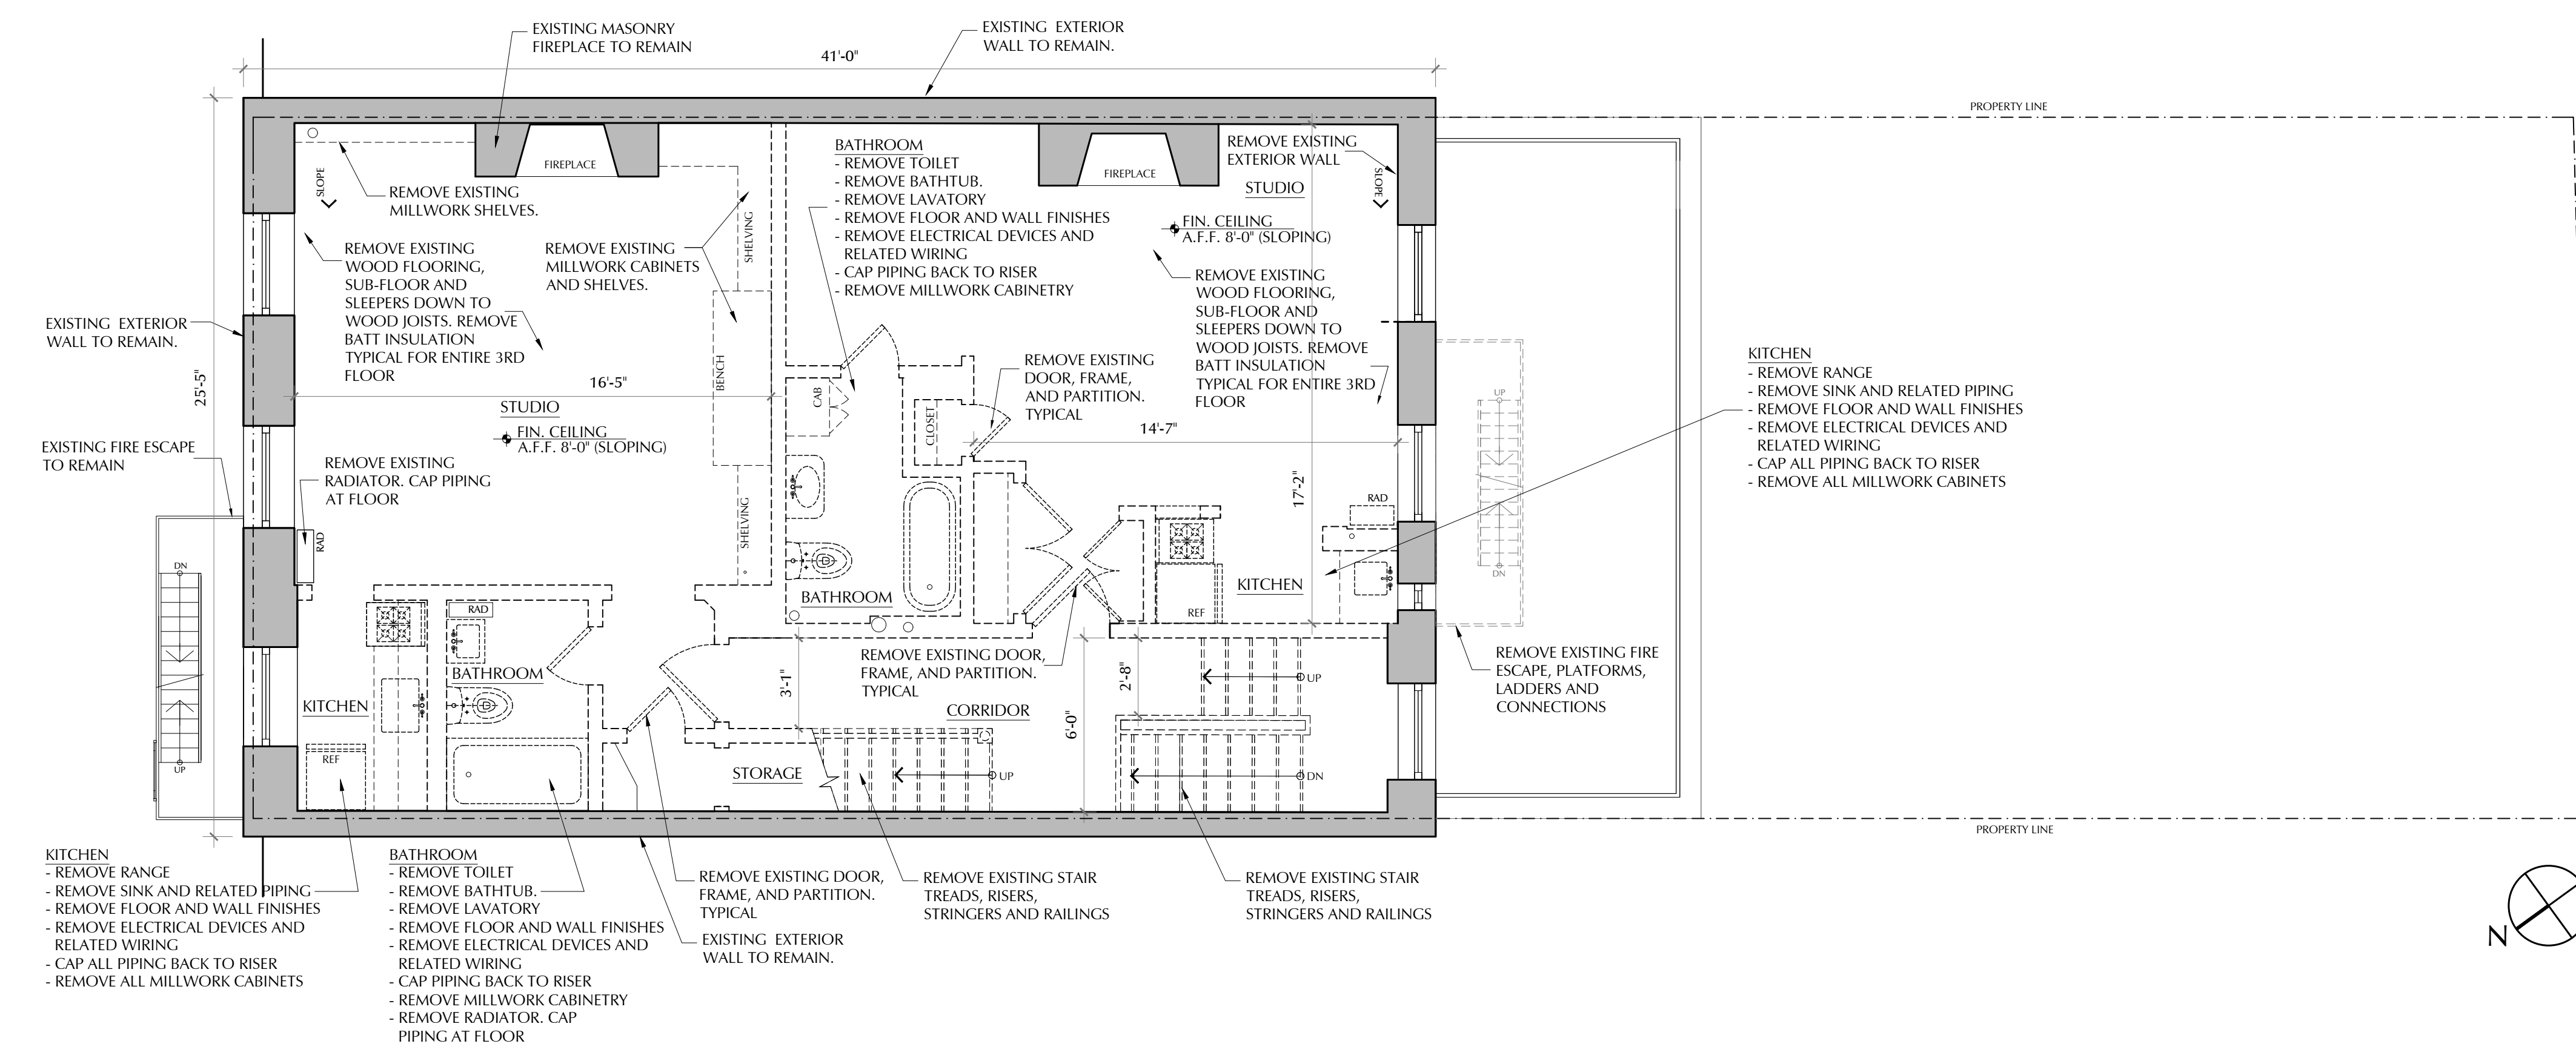 EXISTING MASONRY
FIREPLACE TO REMAIN
EXISTING EXTERIOR
WALL TO REMAIN.
41'-0"
PROPERTY LINE
FIREPLACE
SLOPE
REMOVE EXISTING
MILLWORK SHELVES.
REMOVE EXISTING
WOOD FLOORING,
SUB-FLOOR AND
SLEEPERS DOWN TO
WOOD JOISTS. REMOVE
BATT INSULATION
TYPICAL FOR ENTIRE 3RD
FLOOR
REMOVE EXISTING
MILLWORK CABINETS
AND SHELVES.
SHELVING
BENCH
SHELVING
BATHROOM
- REMOVE TOILET
- REMOVE BATHTUB.
- REMOVE LAVATORY
- REMOVE FLOOR AND WALL FINISHES
- REMOVE ELECTRICAL DEVICES AND
RELATED WIRING
- CAP PIPING BACK TO RISER
- REMOVE MILLWORK CABINETRY
FIREPLACE
REMOVE EXISTING
EXTERIOR WALL
STUDIO
SLOPE
FIN. CEILING
A.F.F. 8'-0" (SLOPING)
REMOVE EXISTING
WOOD FLOORING,
SUB-FLOOR AND
SLEEPERS DOWN TO
WOOD JOISTS. REMOVE
BATT INSULATION
TYPICAL FOR ENTIRE 3RD
FLOOR
EXISTING EXTERIOR
WALL TO REMAIN.
25'-5"
16'-5"
STUDIO
FIN. CEILING
A.F.F. 8'-0" (SLOPING)
CAB
CLOSET
REMOVE EXISTING
DOOR, FRAME,
AND PARTITION.
TYPICAL
14'-7"
17'-2"
KITCHEN
- REMOVE RANGE
- REMOVE SINK AND RELATED PIPING
- REMOVE FLOOR AND WALL FINISHES
- REMOVE ELECTRICAL DEVICES AND
RELATED WIRING
- CAP ALL PIPING BACK TO RISER
- REMOVE ALL MILLWORK CABINETS
UP
DN
EXISTING FIRE ESCAPE
TO REMAIN
REMOVE EXISTING
RADIATOR. CAP PIPING
AT FLOOR
RAD
RAD
DN
UP
RAD
BATHROOM
KITCHEN
REF
BATHROOM
KITCHEN
REF
REMOVE EXISTING DOOR,
FRAME, AND PARTITION.
TYPICAL
3'-1"
2'-8"
6'-0"
CORRIDOR
STORAGE
UP
UP
DN
REMOVE EXISTING FIRE
ESCAPE, PLATFORMS,
LADDERS AND
CONNECTIONS
PROPERTY LINE
KITCHEN
- REMOVE RANGE
- REMOVE SINK AND RELATED PIPING
- REMOVE FLOOR AND WALL FINISHES
- REMOVE ELECTRICAL DEVICES AND
RELATED WIRING
- CAP ALL PIPING BACK TO RISER
- REMOVE ALL MILLWORK CABINETS
BATHROOM
- REMOVE TOILET
- REMOVE BATHTUB.
- REMOVE LAVATORY
- REMOVE FLOOR AND WALL FINISHES
- REMOVE ELECTRICAL DEVICES AND
RELATED WIRING
- CAP PIPING BACK TO RISER
- REMOVE MILLWORK CABINETRY
- REMOVE RADIATOR. CAP
PIPING AT FLOOR
REMOVE EXISTING DOOR,
FRAME, AND PARTITION.
TYPICAL
EXISTING EXTERIOR
WALL TO REMAIN.
REMOVE EXISTING STAIR
TREADS, RISERS,
STRINGERS AND RAILINGS
REMOVE EXISTING STAIR
TREADS, RISERS,
STRINGERS AND RAILINGS
N